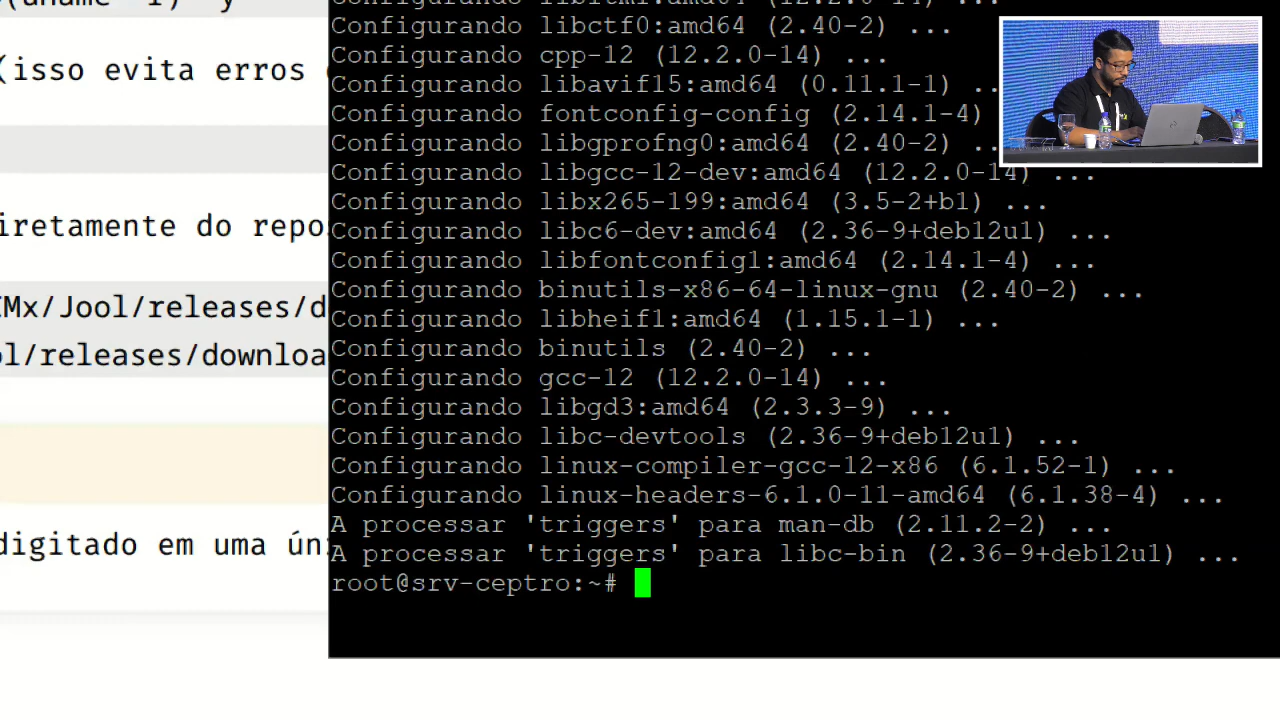 (isso evita erros
iretamente do repos
Mx/Jool/releases/d
ol/releases/downloa
digitado em uma ún
Configurando libctf0:amd64 (2.40-2) ...
Configurando cpp-12 (12.2.0-14) ...
Configurando libavif15:amd64 (0.11.1-1) ..
Configurando fontconfig-config (2.14.1-4)
Configurando libgprofng0:amd64 (2.40-2) ..
Configurando libgcc-12-dev:amd64 (12.2.0-14) ...
Configurando libx265-199:amd64 (3.5-2+b1) ...
Configurando libc6-dev:amd64 (2.36-9+deb12u1) ...
Configurando libfontconfig1:amd64 (2.14.1-4) ...
Configurando binutils-x86-64-linux-gnu (2.40-2) ...
Configurando libheif1:amd64 (1.15.1-1) ...
Configurando binutils (2.40-2) ...
Configurando gcc-12 (12.2.0-14) ...
Configurando libgd3:amd64 (2.3.3-9) ...
Configurando libc-devtools (2.36-9+deb12u1) ...
Configurando linux-compiler-gcc-12-x86 (6.1.52-1) ...
Configurando linux-headers-6.1.0-11-amd64 (6.1.38-4) ...
A processar 'triggers' para man-db (2.11.2-2) ...
A processar 'triggers' para libc-bin (2.36-9+deb12u1) ...
root@srv-ceptro:~#